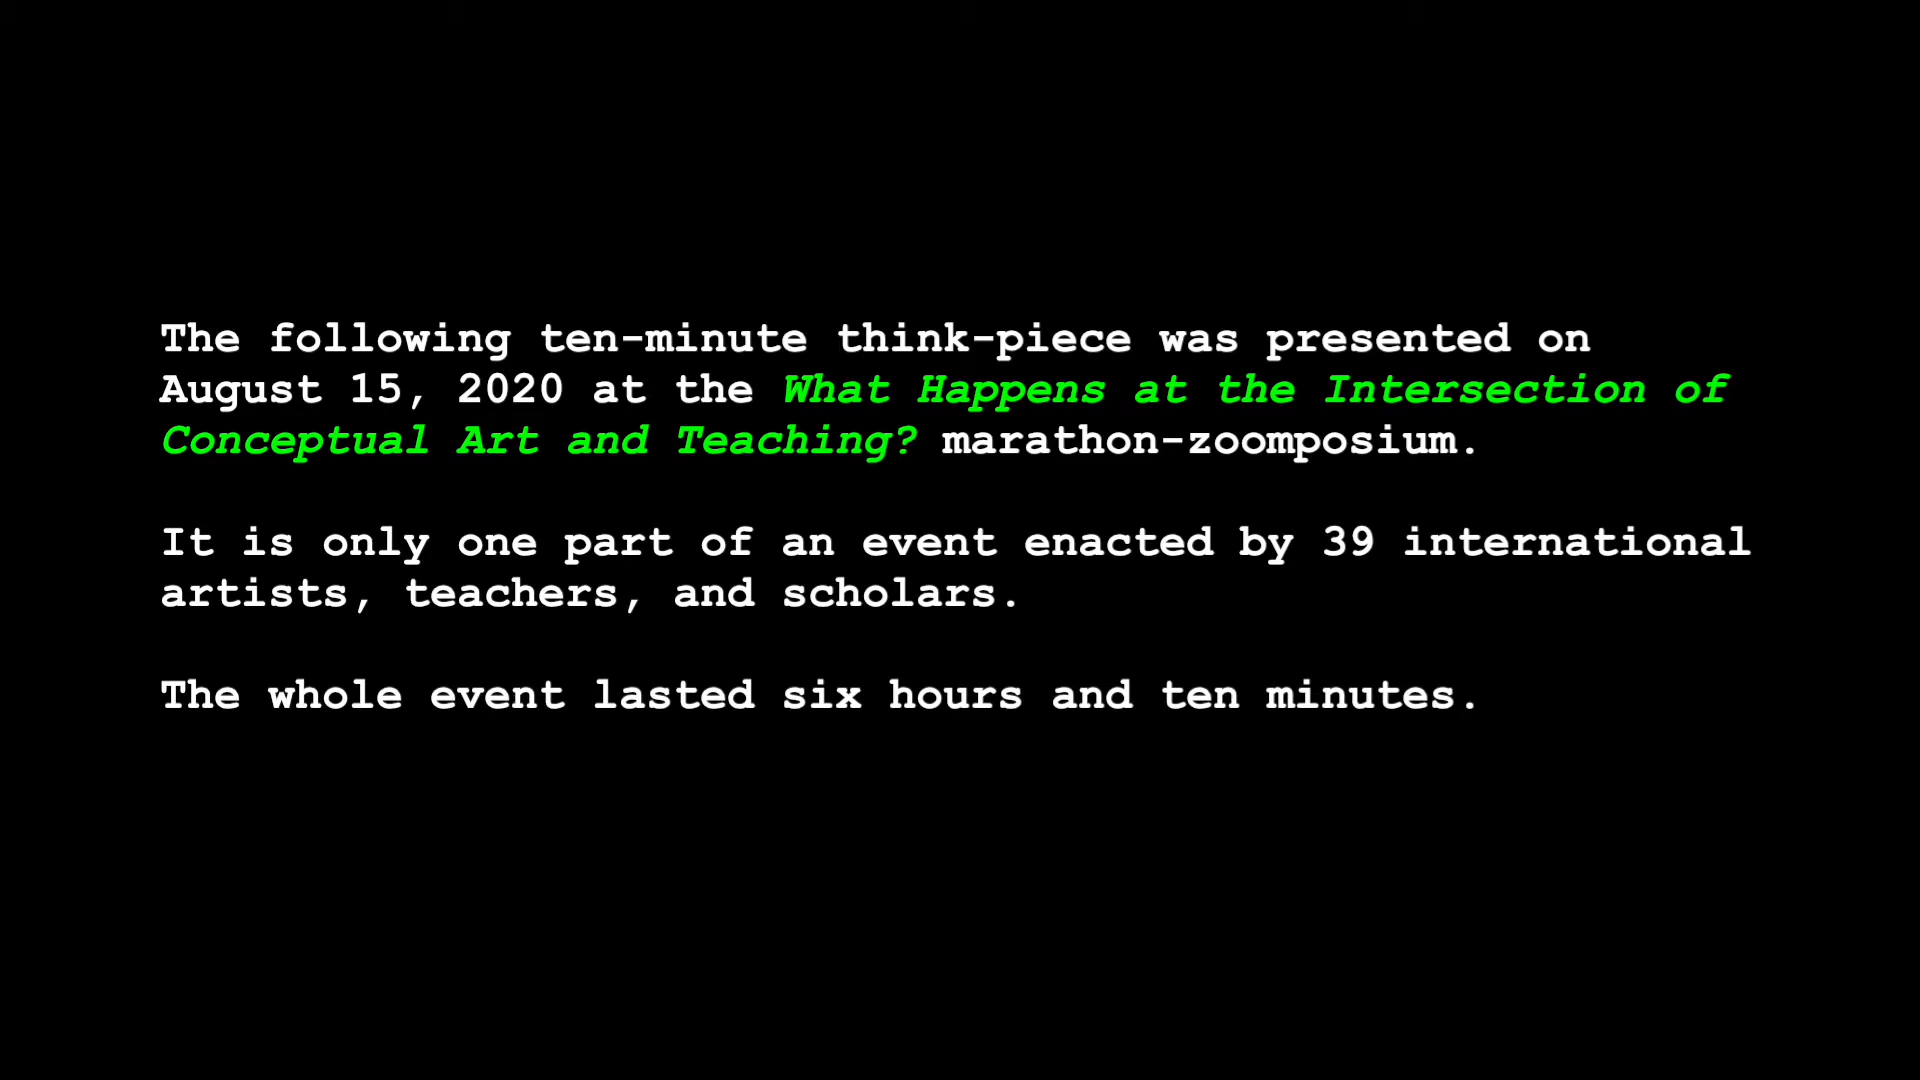 The following ten-minute think-piece was presented on
August 15, 2020 at the What Happens at the Intersection of
Conceptual Art and Teaching? marathon-zoomposium.
It is only one part of an event enacted by 39 international
artists, teachers, and scholars.
The whole event lasted six hours and ten minutes.